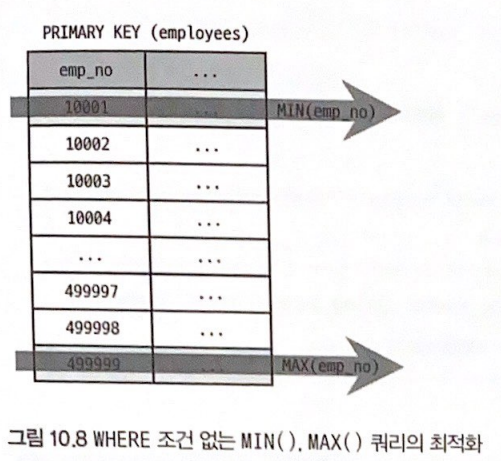 PRIMARY KEY (employees)
emp_no ...
10001 ... MIN(emp_no)
10002 ...
10003 ...
10004 ...
... ...
499997 ...
499998 ...
499999 ... MAX(emp_no)
그림 10.8 WHERE 조건 없는 MIN(), MAX() 쿼리의 최적화